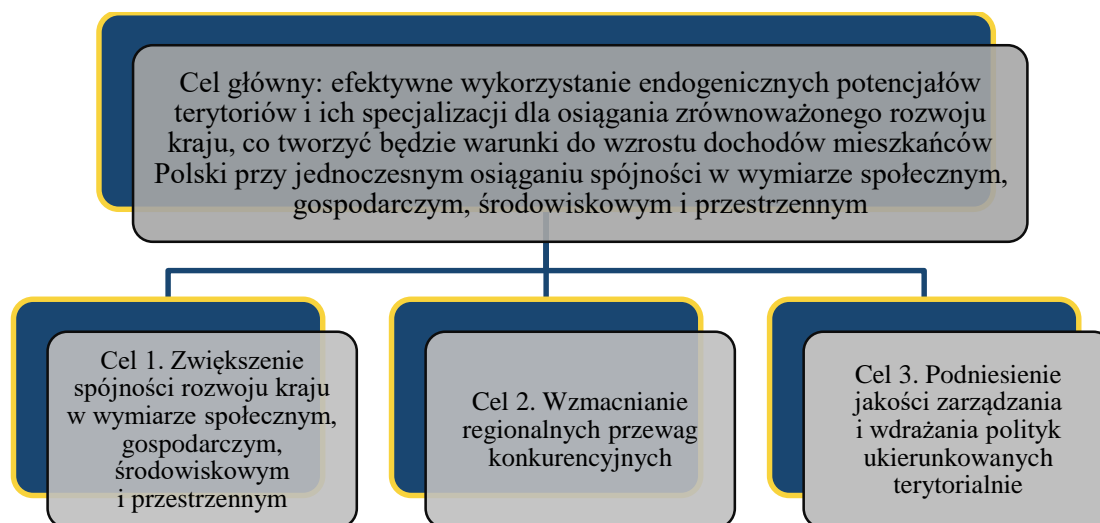 Cel główny: efektywne wykorzystanie endogenicznych potencjałów
terytoriów i ich specjalizacji dla osiągania zrównoważonego rozwoju
kraju, co tworzyć będzie warunki do wzrostu dochodów mieszkańców
Polski przy jednoczesnym osiąganiu spójności w wymiarze społecznym,
gospodarczym, środowiskowym i przestrzennym
Cel 1. Zwiększenie
spójności rozwoju kraju
w wymiarze społecznym,
gospodarczym,
środowiskowym
i przestrzennym
Cel 2. Wzmacnianie
regionalnych przewag
konkurencyjnych
Cel 3. Podniesienie
jakości zarządzania
i wdrażania polityk
ukierunkowanych
terytorialnie